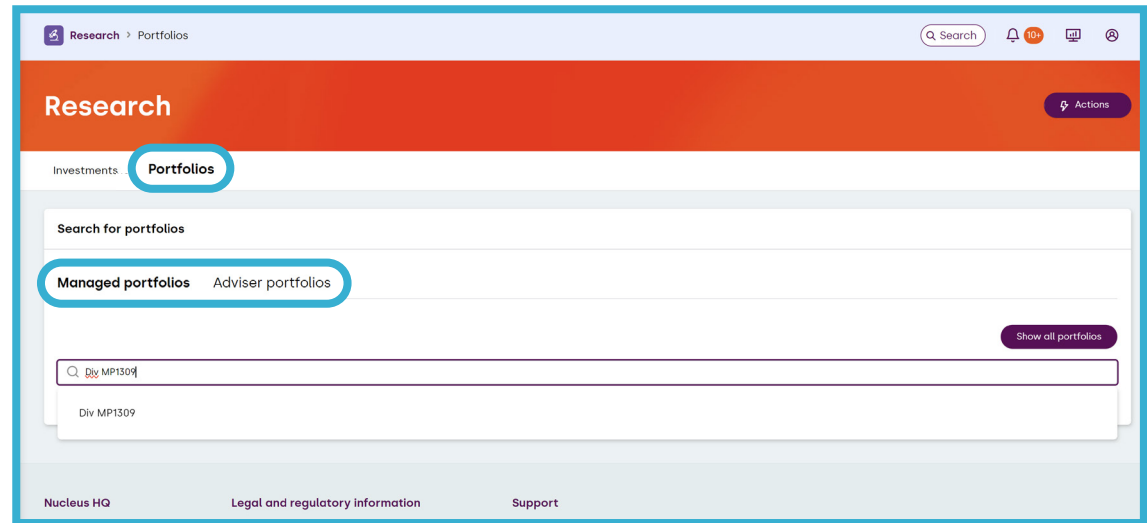 Research > Portfolios
Search
10+
Research
Actions
Investments
Portfolios
Search for portfolios
Managed portfolios
Adviser portfolios
Show all portfolios
Div MP1309
Div MP1309
Nucleus HQ
Legal and regulatory information
Support